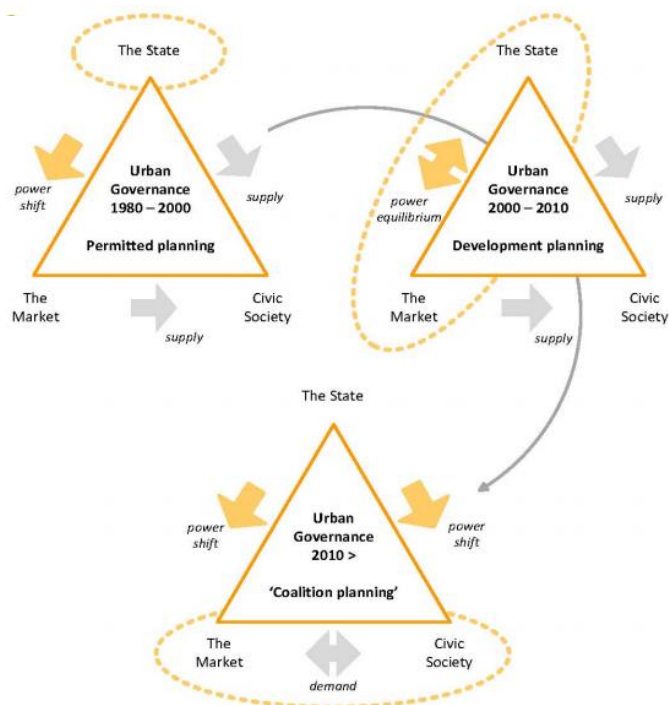 The State
power
shift
Urban
Governance
1980 – 2000
Permitted planning
supply
The
Market
supply
Civic
Society
The State
power
equilibrium
Urban
Governance
2000 – 2010
Development planning
supply
The
Market
supply
Civic
Society
The State
power
shift
Urban
Governance
2010 >
‘Coalition planning’
power
shift
The
Market
demand
Civic
Society